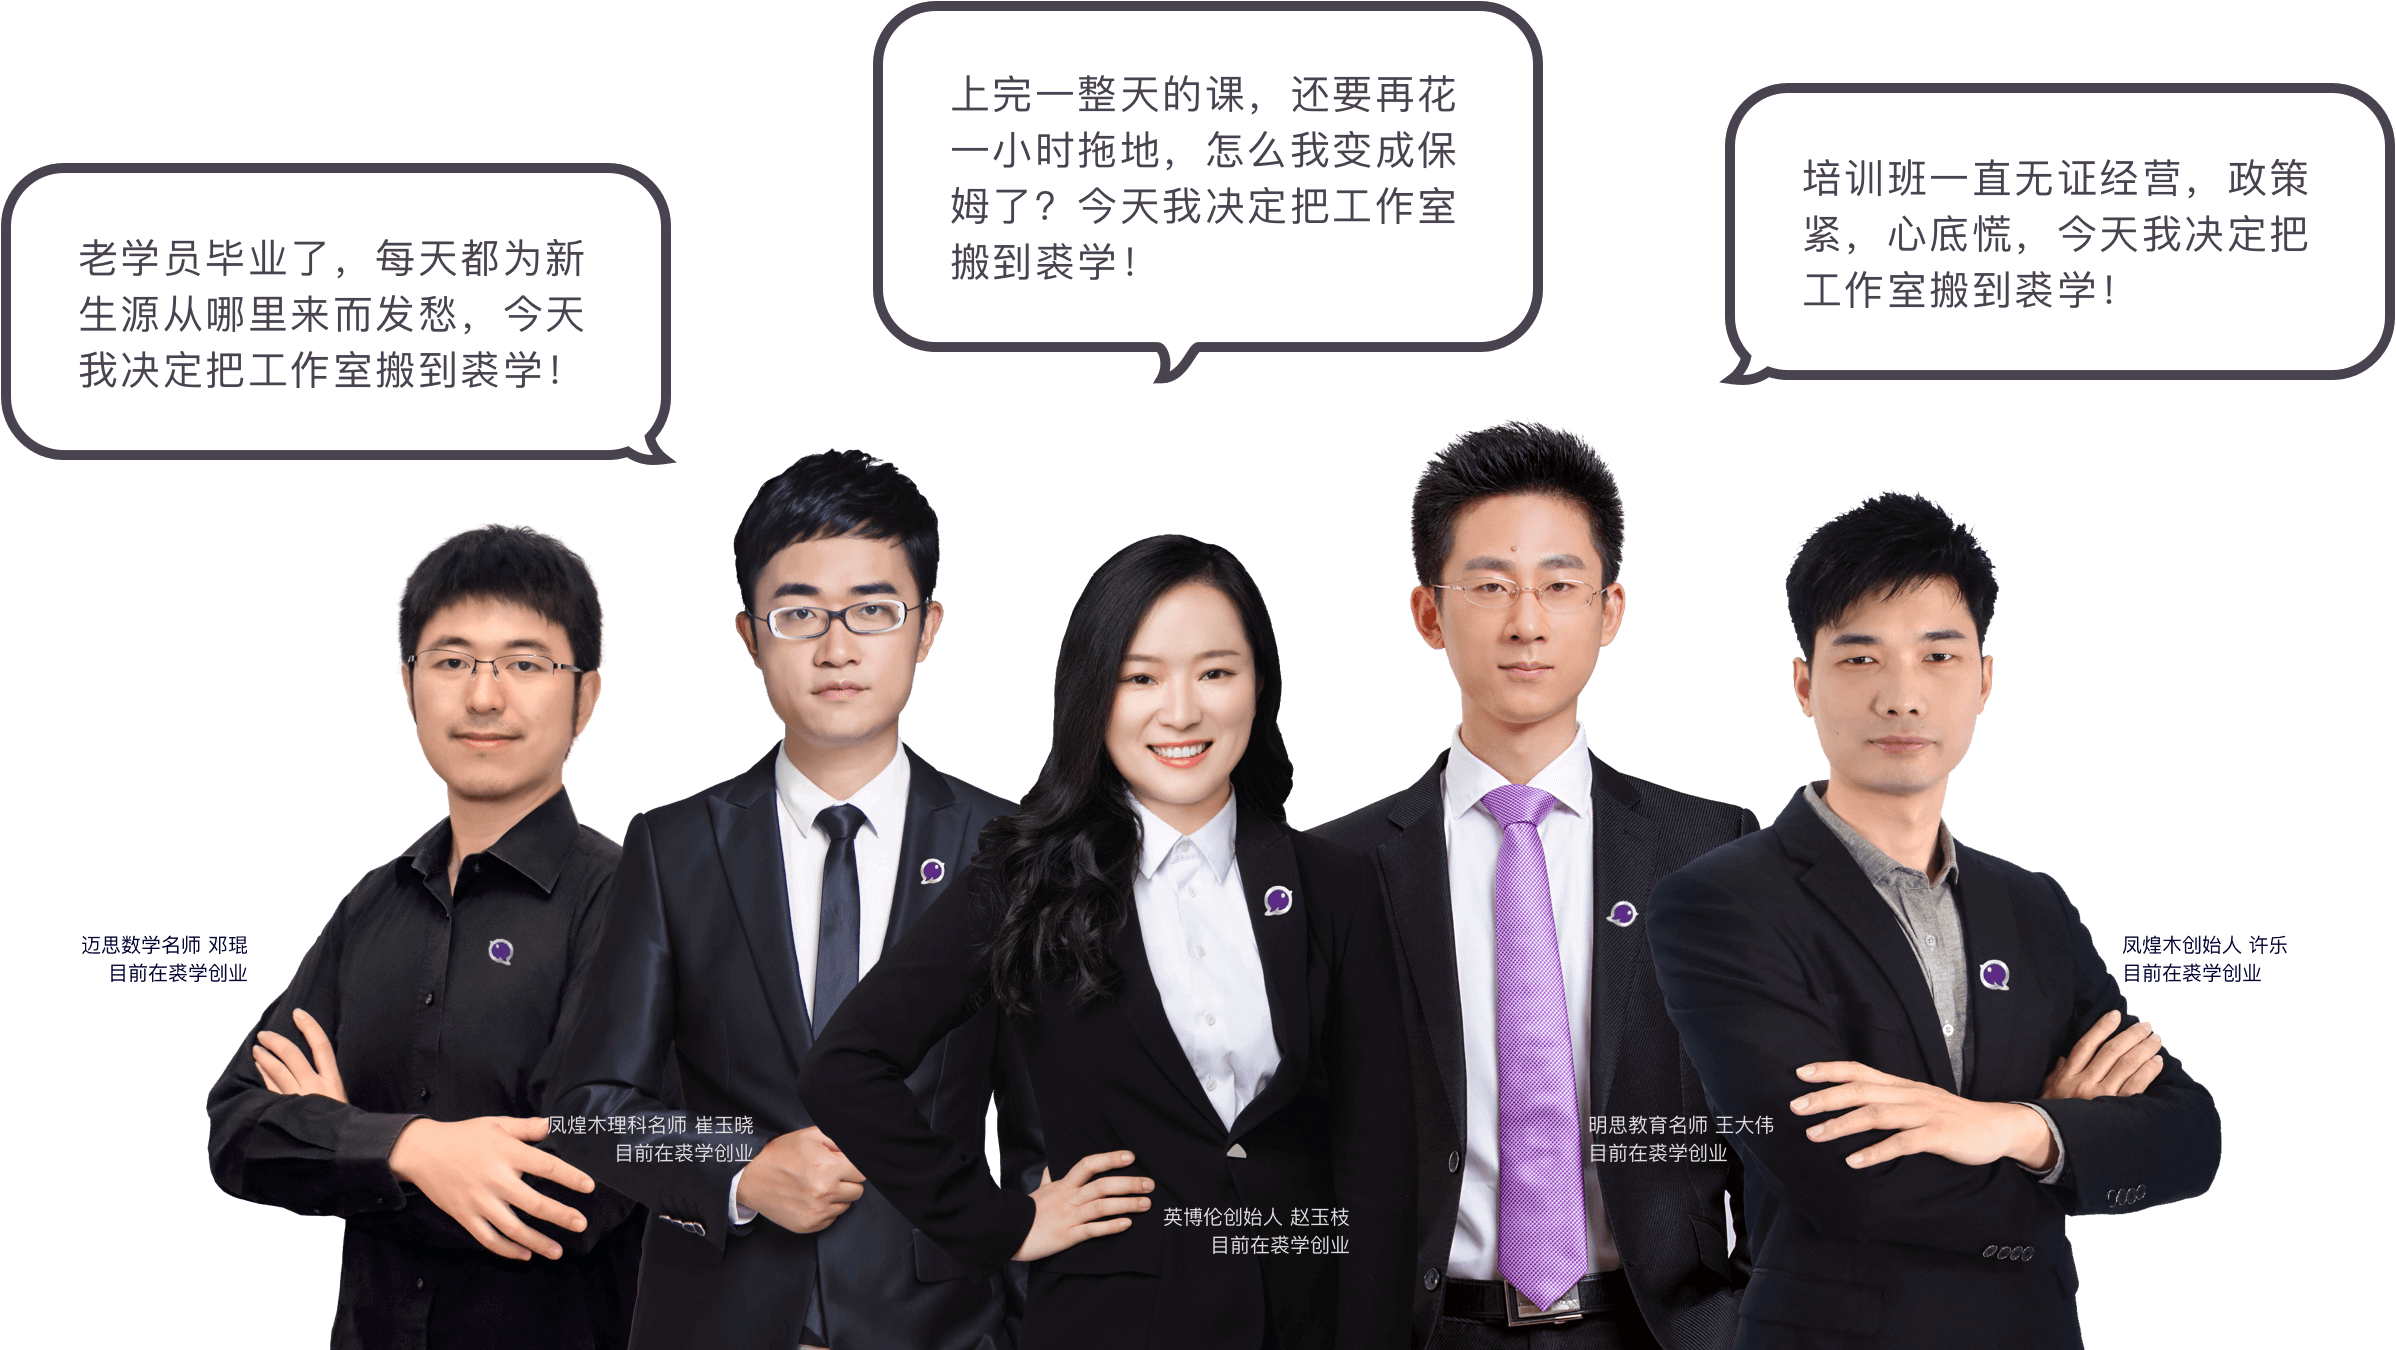 上完一整天的课，还要再花
一小时拖地，怎么我变成保
姆了？今天我决定把工作室
搬到裘学！
培训班一直无证经营，政策
紧，心底慌，今天我决定把
工作室搬到裘学！
老学员毕业了，每天都为新
生源从哪里来而发愁，今天
我决定把工作室搬到裘学！
迈思数学名师 邓琨
目前在裘学创业
凤煌木创始人 许乐
目前在裘学创业
凤煌木理科名师 崔玉晓
目前在裘学创业
明思教育名师 王大伟
目前在裘学创业
英博伦创始人 赵玉枝
目前在裘学创业